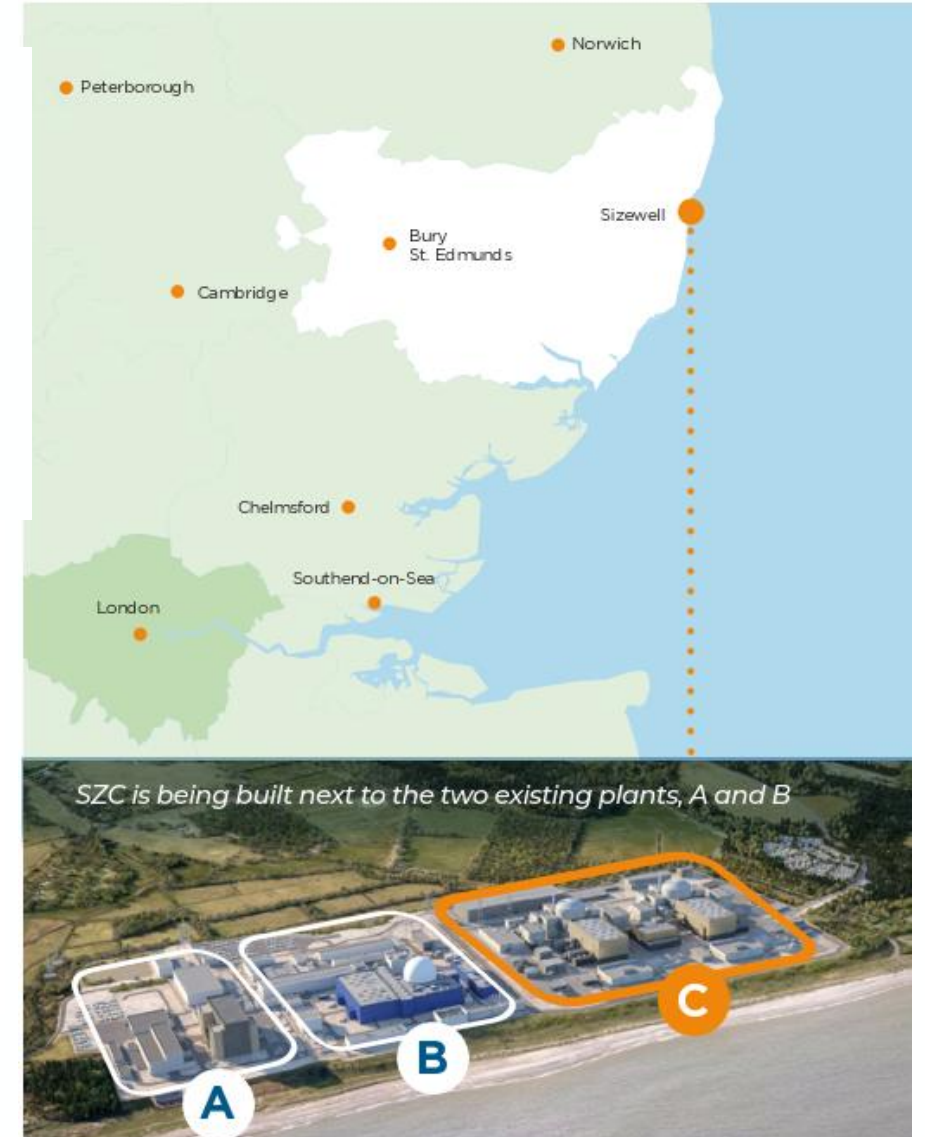 Norwich
Peterborough
Sizewell
Bury
St. Edmunds
Cambridge
Chelmsford
Southend-on-Sea
London
SZC is being built next to the two existing plants, A and B
C
B
A